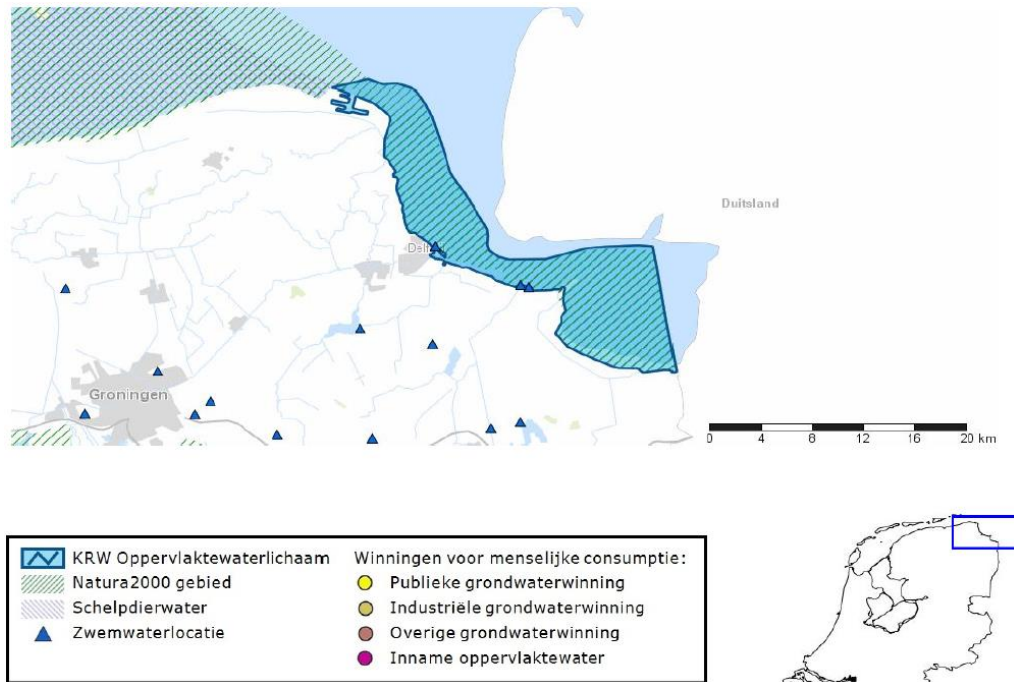 Duitsland
Groningen
0 4 8 12 16 20 km
KRW Oppervlaktewaterlichaam
Natura2000 gebied
Schelpdierwater
Zwemwaterlocatie
Winningen voor menselijke consumptie:
Publieke grondwaterwinning
Industriële grondwaterwinning
Overige grondwaterwinning
Inname oppervlaktewater